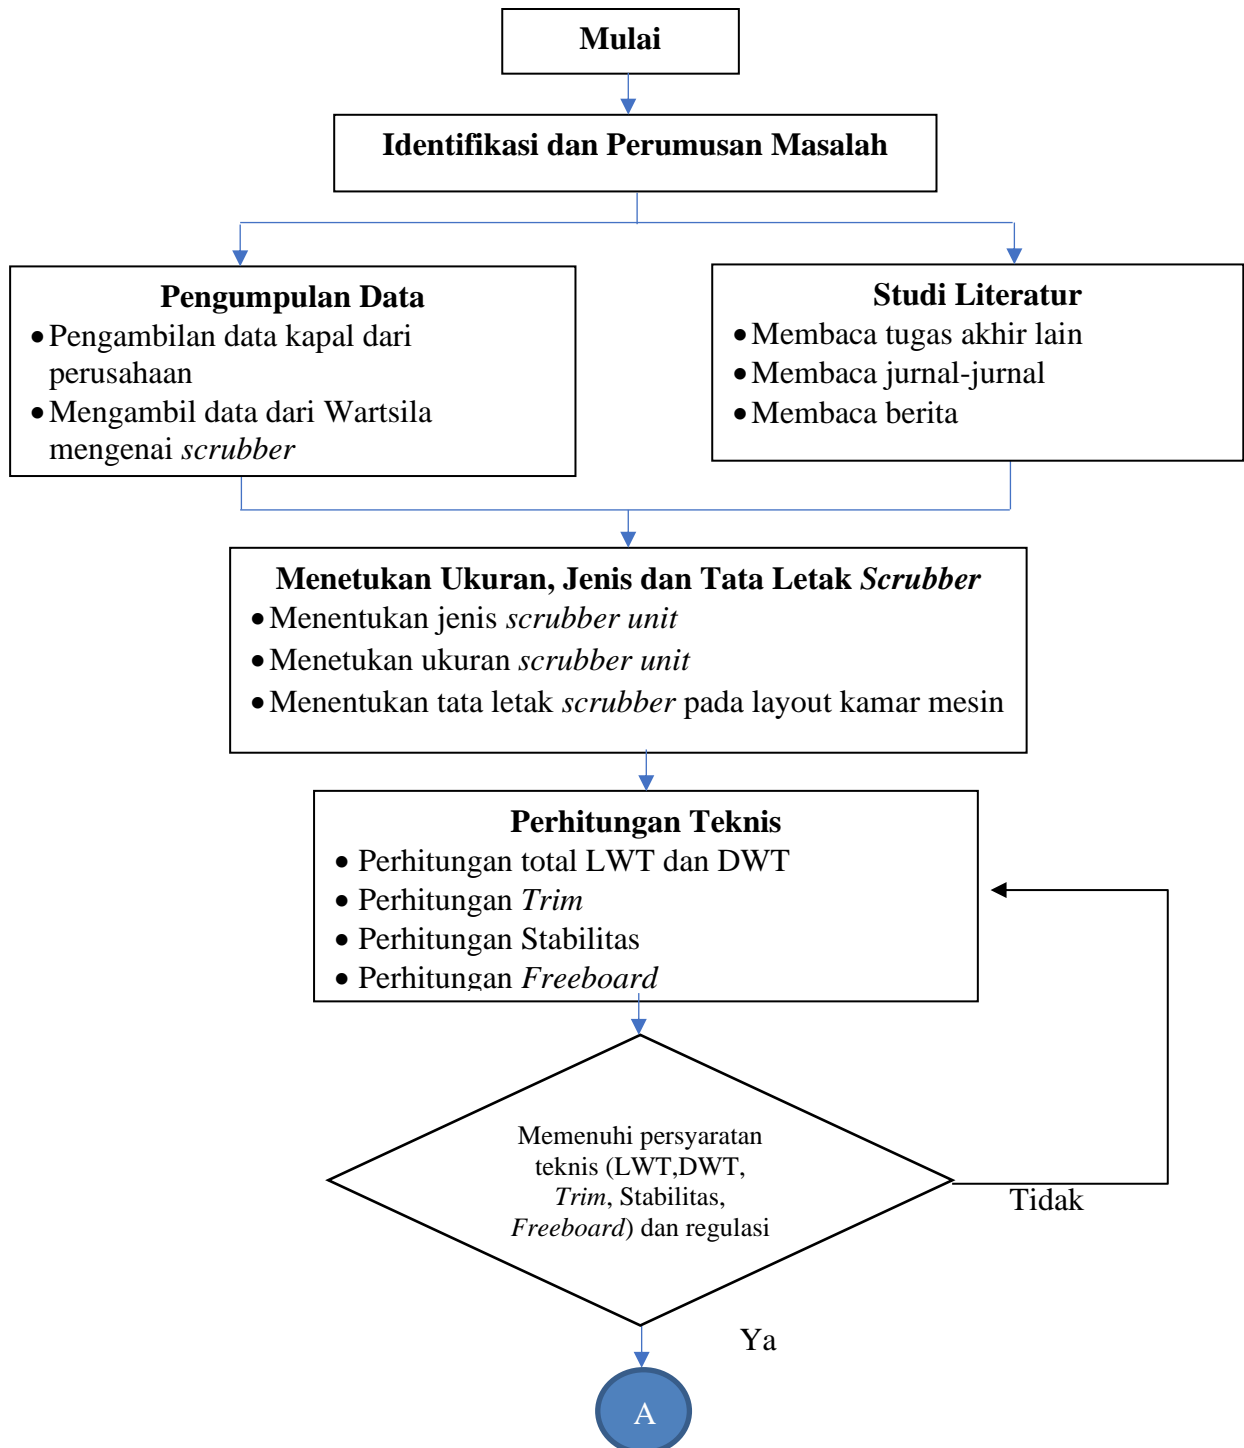 Mulai
Identifikasi dan Perumusan Masalah
Pengumpulan Data
• Pengambilan data kapal dari
perusahaan
• Mengambil data dari Wartsila
mengenai scrubber
Studi Literatur
• Membaca tugas akhir lain
• Membaca jurnal-jurnal
• Membaca berita
Menetukan Ukuran, Jenis dan Tata Letak Scrubber
• Menentukan jenis scrubber unit
• Menetukan ukuran scrubber unit
• Menentukan tata letak scrubber pada layout kamar mesin
Perhitungan Teknis
• Perhitungan total LWT dan DWT
• Perhitungan Trim
• Perhitungan Stabilitas
• Perhitungan Freeboard
Memenuhi persyaratan
teknis (LWT,DWT,
Trim, Stabilitas,
Freeboard) dan regulasi
Tidak
Ya
A